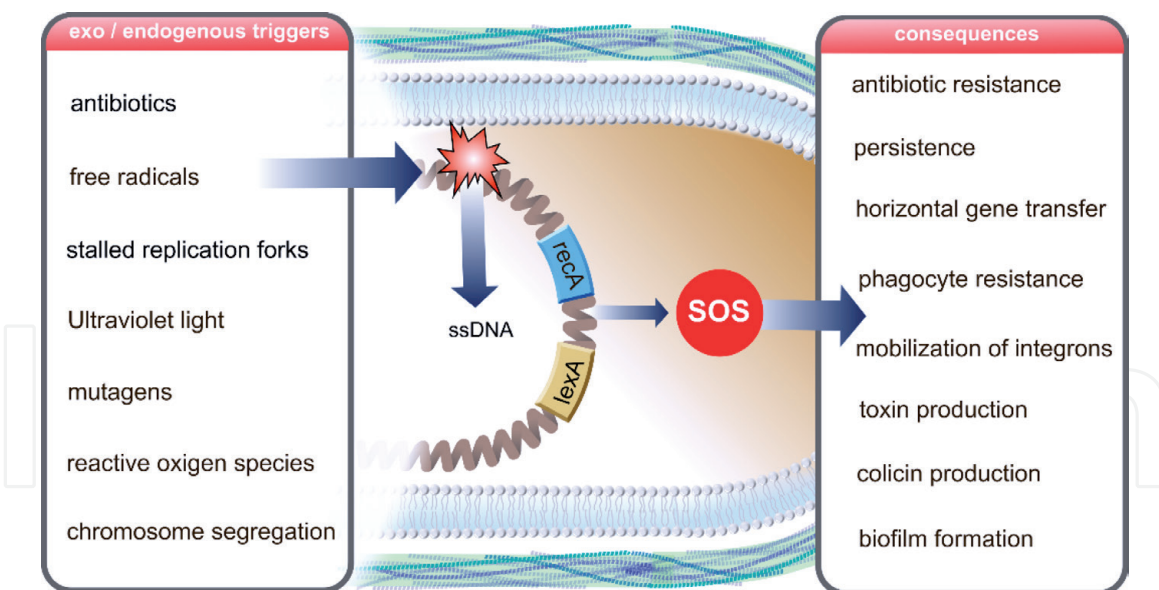 exo / endogenous triggers
antibiotics
free radicals
stalled replication forks
Ultraviolet light
mutagens
reactive oxigen species
chromosome segregation
ssDNA
recA
lexA
SOS
consequences
antibiotic resistance
persistence
horizontal gene transfer
phagocyte resistance
mobilization of integrons
toxin production
colicin production
biofilm formation